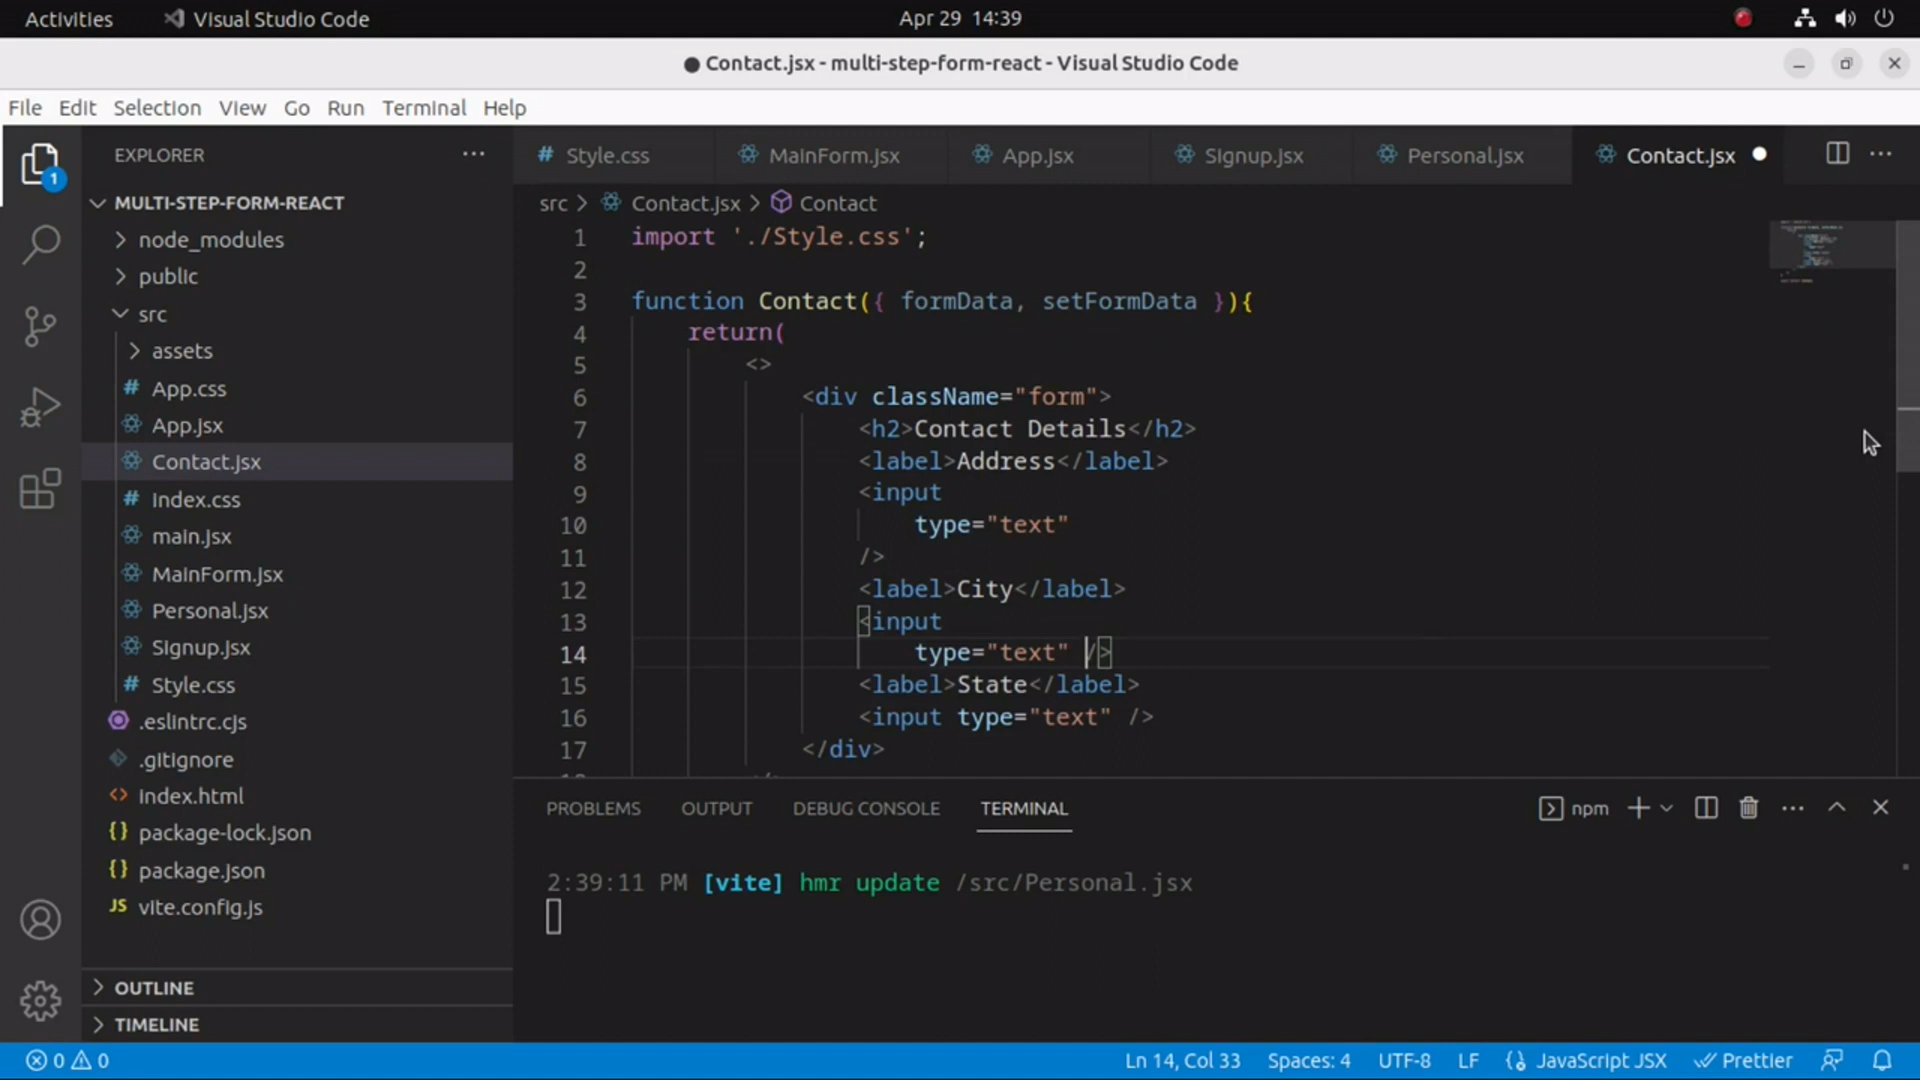 Activities Visual Studio Code Apr 29 14:39
Contact.jsx - multi-step-form-react - Visual Studio Code
File Edit Selection View Go Run Terminal Help
EXPLORER
1
MULTI-STEP-FORM-REACT
node_modules
public
src
assets
App.css
App.jsx
Contact.jsx
index.css
main.jsx
MainForm.jsx
Personal.jsx
Signup.jsx
Style.css
.eslintrc.cjs
.gitignore
index.html
package-lock.json
package.json
vite.config.js
OUTLINE
TIMELINE
Style.css MainForm.jsx App.jsx Signup.jsx Personal.jsx Contact.jsx
src > Contact.jsx > Contact
1 import './Style.css';
2
3 function Contact({ formData, setFormData }){
4 return(
5 <>
6 <div className="form">
7 <h2>Contact Details</h2>
8 <label>Address</label>
9 <input
10 type="text"
11 />
12 <label>City</label>
13 <input
14 type="text" />
15 <label>State</label>
16 <input type="text" />
17 </div>
PROBLEMS OUTPUT DEBUG CONSOLE TERMINAL npm
2:39:11 PM [vite] hmr update /src/Personal.jsx
0 0 Ln 14, Col 33 Spaces: 4 UTF-8 LF JavaScript JSX Prettier